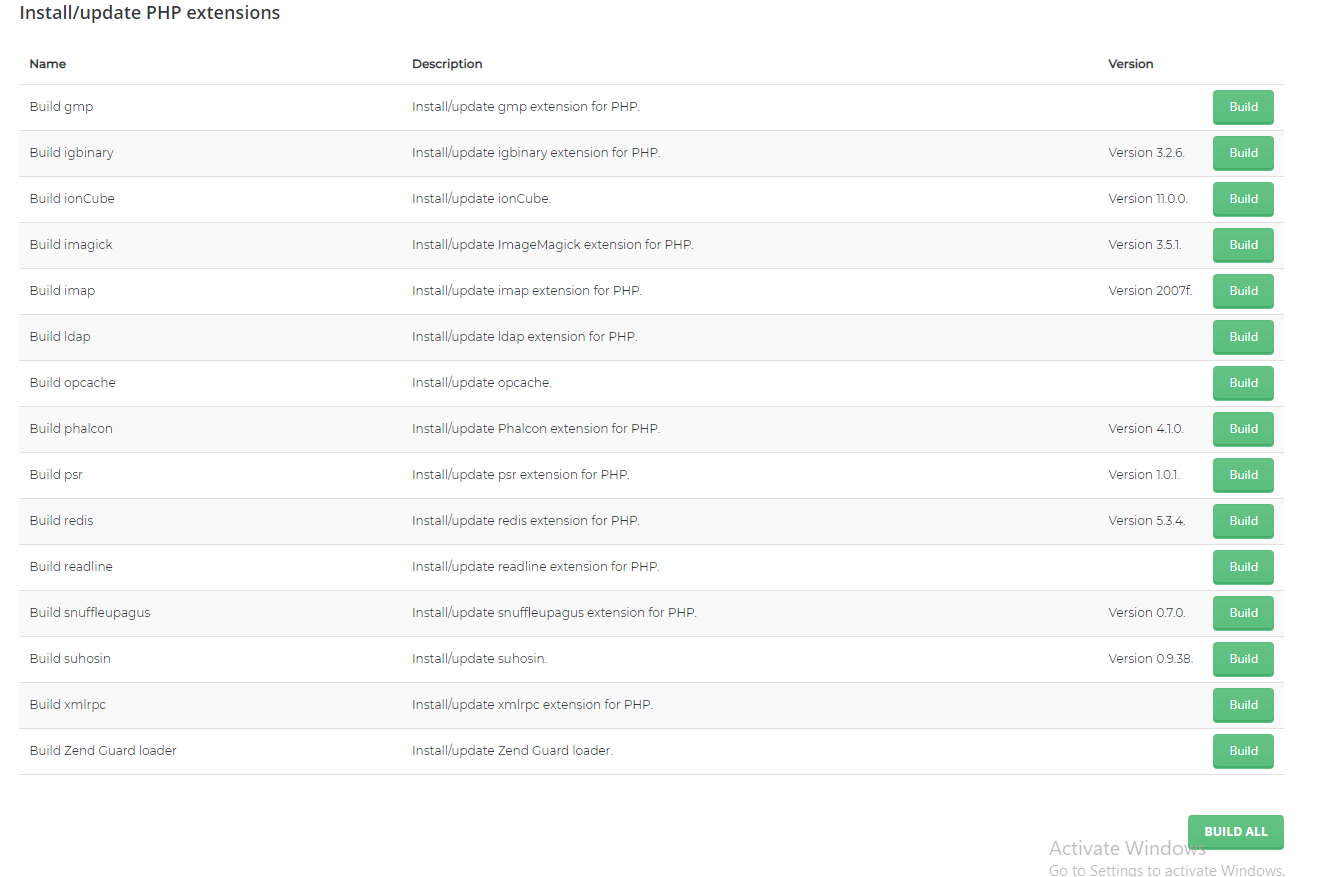 Install/update PHP extensions
Name Description Version
Build gmp Install/update gmp extension for PHP. Build
Build igbinary Install/update igbinary extension for PHP. Version 3.2.6. Build
Build ionCube Install/update ionCube. Version 11.0.0. Build
Build imagick Install/update ImageMagick extension for PHP. Version 3.5.1. Build
Build imap Install/update imap extension for PHP. Version 2007f. Build
Build ldap Install/update ldap extension for PHP. Build
Build opcache Install/update opcache. Build
Build phalcon Install/update Phalcon extension for PHP. Version 4.1.0. Build
Build psr Install/update psr extension for PHP. Version 1.0.1. Build
Build redis Install/update redis extension for PHP. Version 5.3.4. Build
Build readline Install/update readline extension for PHP. Build
Build snuffleupagus Install/update snuffleupagus extension for PHP. Version 0.7.0. Build
Build suhosin Install/update suhosin. Version 0.9.38. Build
Build xmlrpc Install/update xmlrpc extension for PHP. Build
Build Zend Guard loader Install/update Zend Guard loader. Build
BUILD ALL
Activate Windows
Go to Settings to activate Windows.